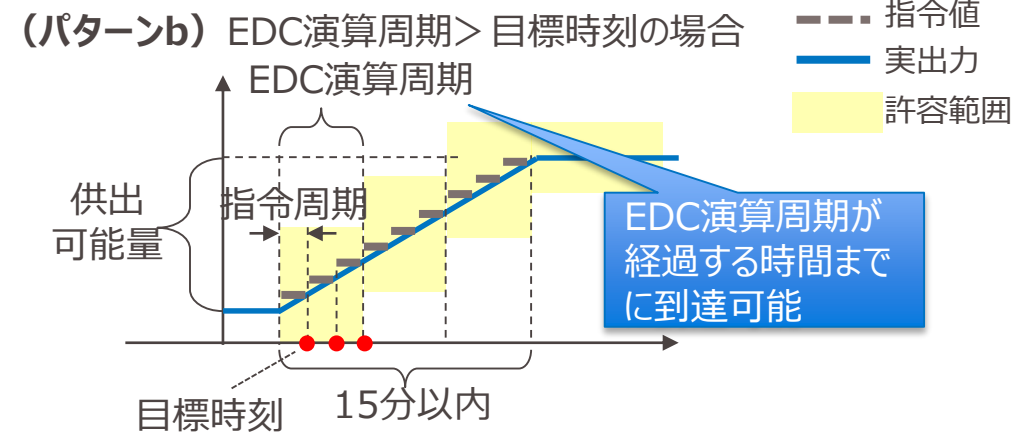 （パターンb）EDC演算周期＞目標時刻の場合
指令値
実出力
許容範囲
EDC演算周期
供出
可能量
指令周期
EDC演算周期が
経過する時間まで
に到達可能
目標時刻
15分以内